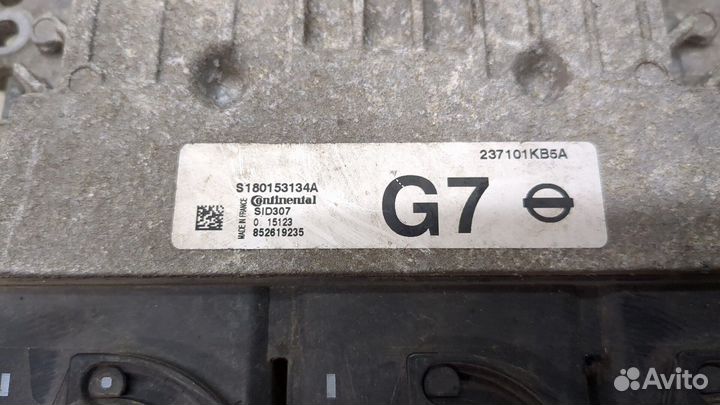 237101KB5A
S180153134A
Continental
SID307
0 15123
852619235
MADE IN FRANCE
G7
Avito